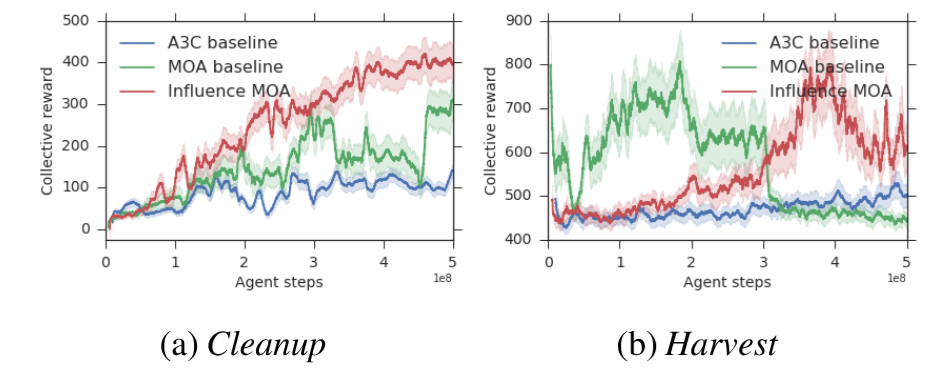 500
400
300
200
100
0
Collective reward
A3C baseline
MOA baseline
Influence MOA
0 1 2 3 4 5
1e8
Agent steps
(a) Cleanup
900
800
700
600
500
400
Collective reward
A3C baseline
MOA baseline
Influence MOA
0 1 2 3 4 5
1e8
Agent steps
(b) Harvest